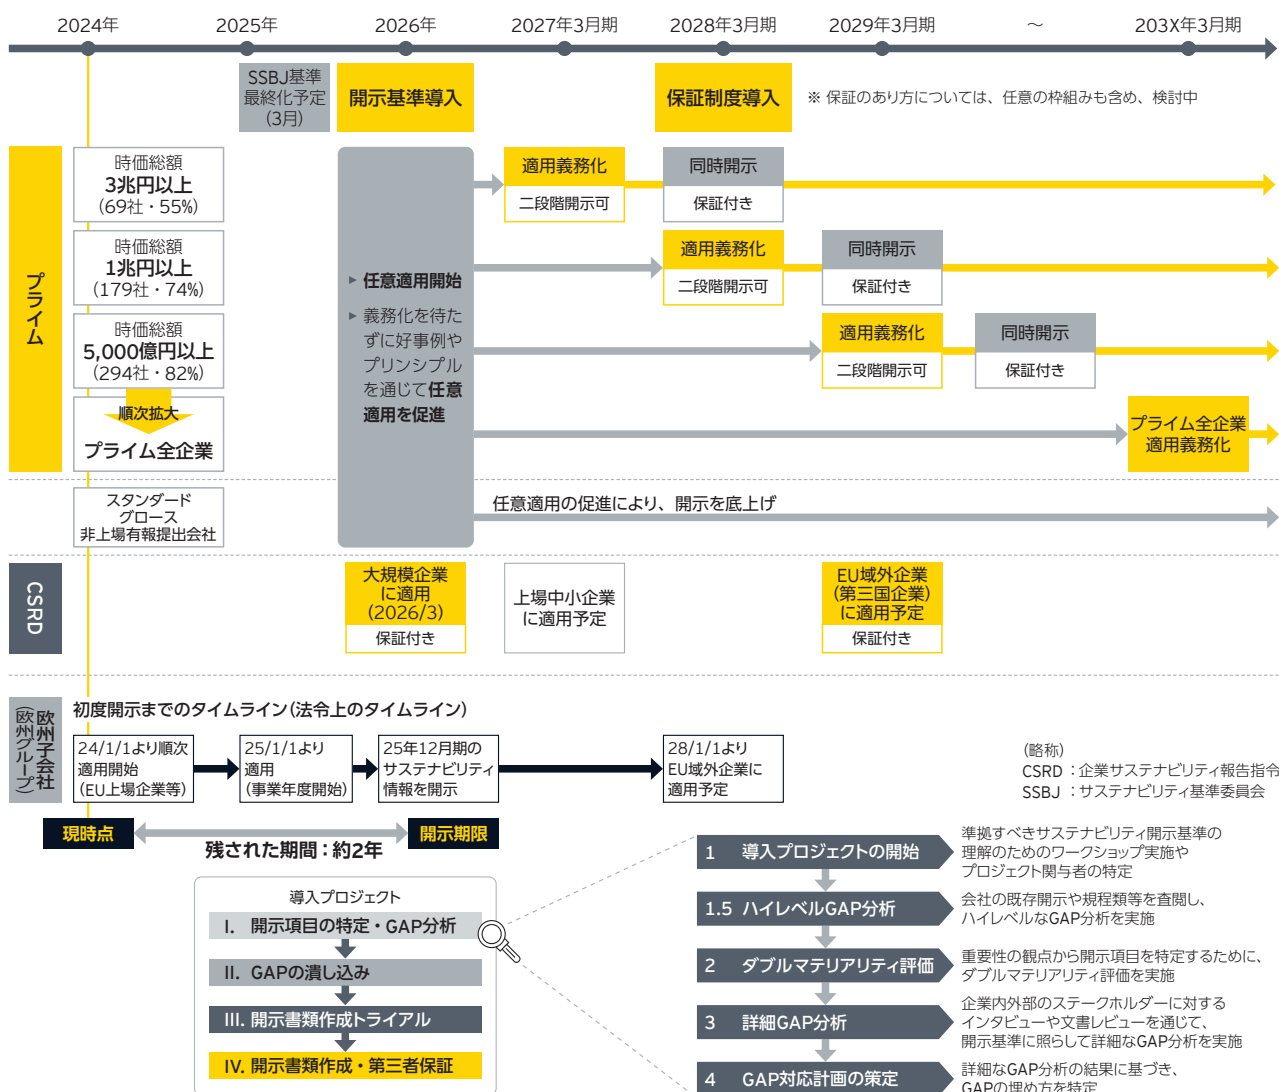 2024年
2025年
2026年
2027年3月期
2028年3月期
2029年3月期
～
203X年3月期
SSBJ基準
最終化予定
(3月)
開示基準導入
保証制度導入
※ 保証のあり方については、任意の枠組みも含め、検討中
プライム
時価総額
3兆円以上
(69社・55%)
時価総額
1兆円以上
(179社・74%)
時価総額
5,000億円以上
(294社・82%)
順次拡大
プライム全企業
スタンダード
グロース
非上場有報提出会社
▶ 任意適用開始
▶ 義務化を待た
ずに好事例や
プリンシプル
を通じて任意
適用を促進
適用義務化
二段階開示可
同時開示
保証付き
適用義務化
二段階開示可
同時開示
保証付き
適用義務化
二段階開示可
同時開示
保証付き
プライム全企業
適用義務化
任意適用の促進により、開示を底上げ
CSRD
大規模企業
に適用
(2026/3)
保証付き
上場中小企業
に適用予定
EU域外企業
(第三国企業)
に適用予定
保証付き
欧州子会社
(欧州グループ)
初度開示までのタイムライン(法令上のタイムライン)
24/1/1より順次
適用開始
(EU上場企業等)
25/1/1より
適用
(事業年度開始)
25年12月期の
サステナビリティ
情報を開示
28/1/1より
EU域外企業に
適用予定
(略称)
CSRD ：企業サステナビリティ報告指令
SSBJ ：サステナビリティ基準委員会
現時点
開示期限
残された期間：約2年
導入プロジェクト
I. 開示項目の特定・GAP分析
II. GAPの潰し込み
III. 開示書類作成トライアル
IV. 開示書類作成・第三者保証
1 導入プロジェクトの開始
準拠すべきサステナビリティ開示基準の
理解のためのワークショップ実施や
プロジェクト関与者の特定
1.5 ハイレベルGAP分析
会社の既存開示や規程類等を査閲し、
ハイレベルなGAP分析を実施
2 ダブルマテリアリティ評価
重要性の観点から開示項目を特定するために、
ダブルマテリアリティ評価を実施
3 詳細GAP分析
企業内外部のステークホルダーに対する
インタビューや文書レビューを通じて、
開示基準に照らして詳細なGAP分析を実施
4 GAP対応計画の策定
詳細なGAP分析の結果に基づき、
GAPの埋め方を特定